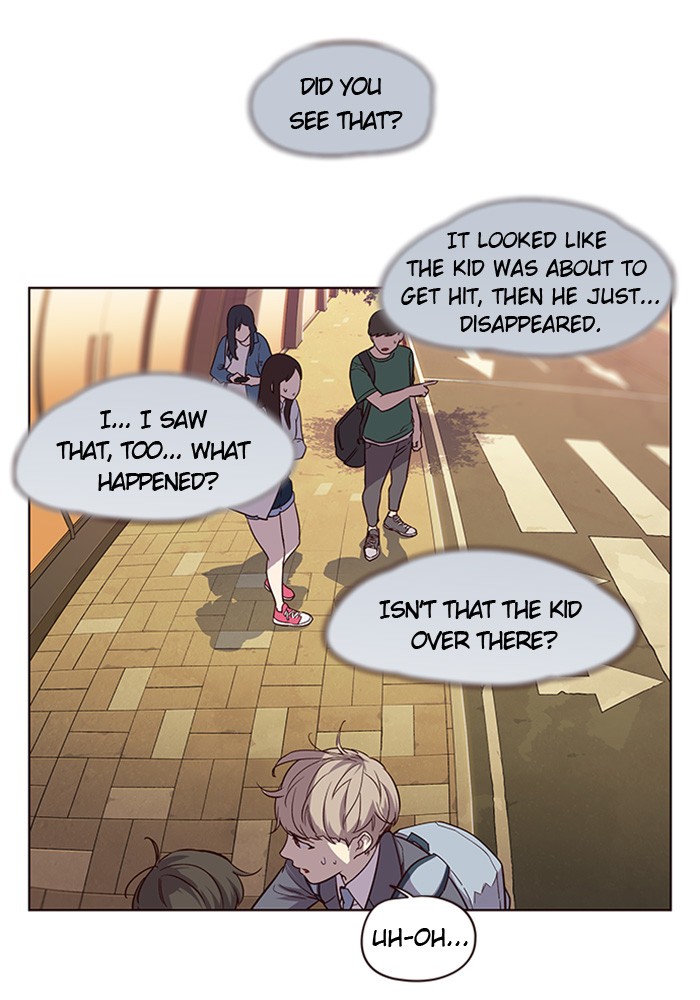 DID YOU
SEE THAT?
IT LOOKED LIKE
THE KID WAS ABOUT TO
GET HIT, THEN HE JUST...
DISAPPEARED.
I... I SAW
THAT, TOO... WHAT
HAPPENED?
ISN'T THAT THE KID
OVER THERE?
UH-OH...